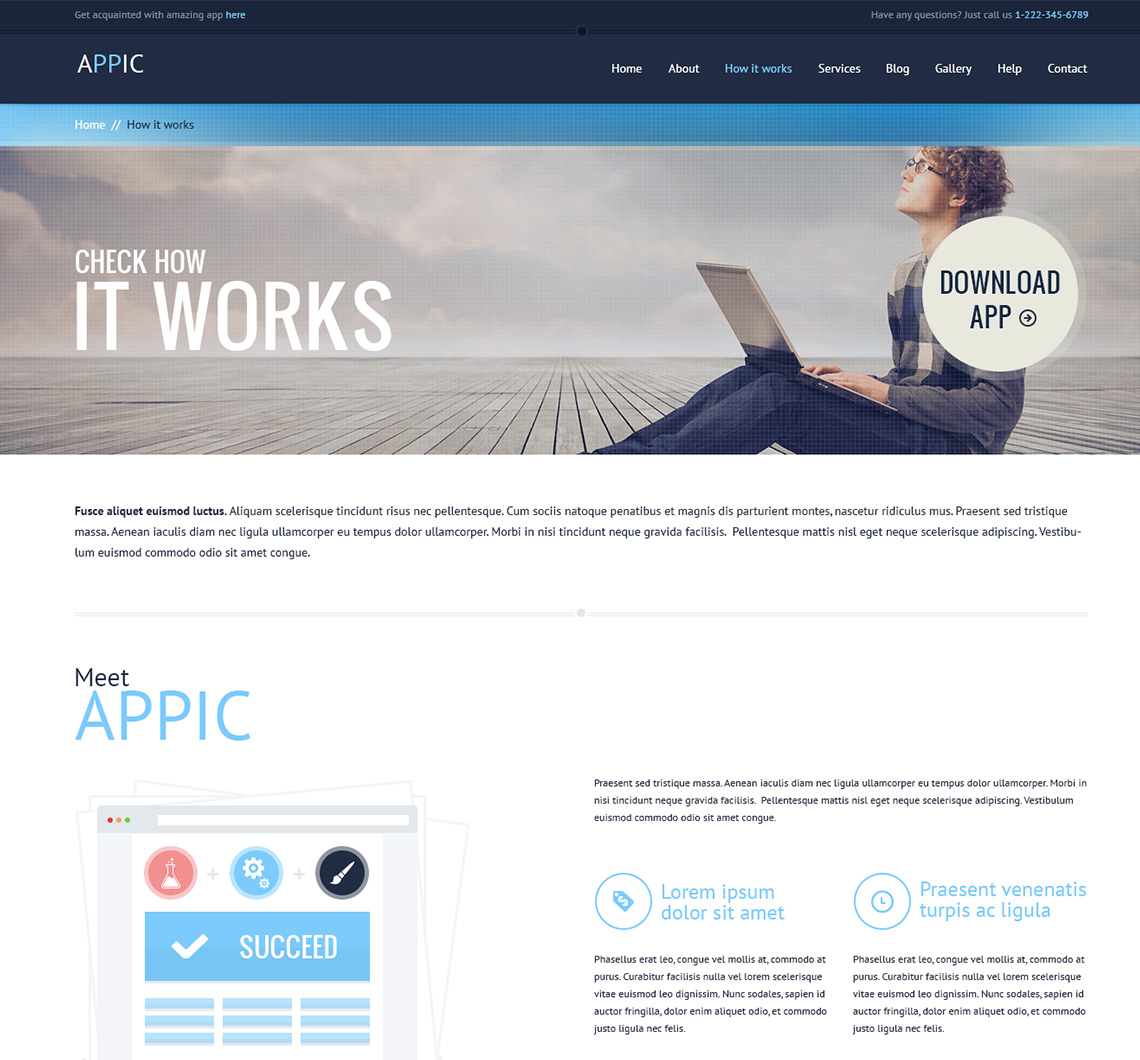 Get acquainted with amazing app here
Have any questions? Just call us 1-222-345-6789
APPIC
Home About How it works Services Blog Gallery Help Contact
Home // How it works
CHECK HOW
IT WORKS
DOWNLOAD
APP
Fusce aliquet euismod luctus. Aliquam scelerisque tincidunt risus nec pellentesque. Cum sociis natoque penatibus et magnis dis parturient montes, nascetur ridiculus mus. Praesent sed tristique
massa. Aenean iaculis diam nec ligula ullamcorper eu tempus dolor ullamcorper. Morbi in nisi tincidunt neque gravida facilisis. Pellentesque mattis nisl eget neque scelerisque adipiscing. Vestibu-
lum euismod commodo odio sit amet congue.
Meet
APPIC
SUCCEED
Praesent sed tristique massa. Aenean iaculis diam nec ligula ullamcorper eu tempus dolor ullamcorper. Morbi in
nisi tincidunt neque gravida facilisis. Pellentesque mattis nisl eget neque scelerisque adipiscing. Vestibulum
euismod commodo odio sit amet congue.
Lorem ipsum
dolor sit amet
Phasellus erat leo, congue vel mollis at, commodo at
purus. Curabitur facilisis nulla vel lorem scelerisque
vitae euismod leo dignissim. Nunc sodales, sapien id
auctor fringilla, dolor enim aliquet odio, et commodo
justo ligula nec felis.
Praesent venenatis
turpis ac ligula
Phasellus erat leo, congue vel mollis at, commodo at
purus. Curabitur facilisis nulla vel lorem scelerisque
vitae euismod leo dignissim. Nunc sodales, sapien id
auctor fringilla, dolor enim aliquet odio, et commodo
justo ligula nec felis.